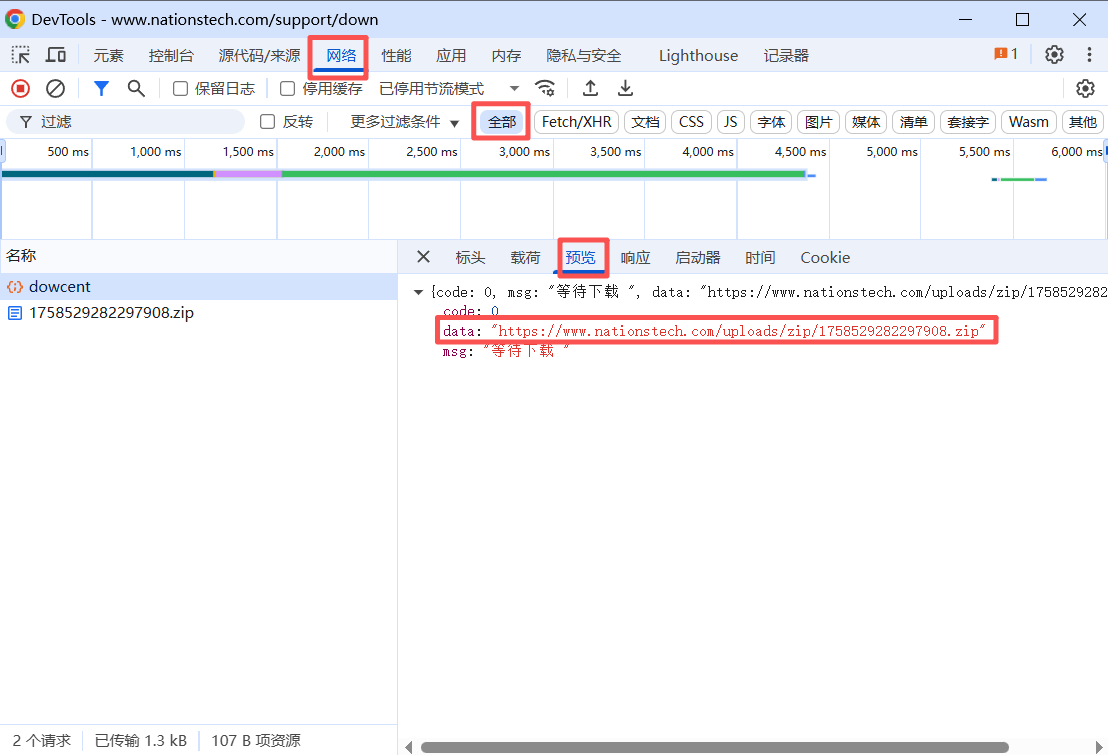 DevTools - www.nationstech.com/support/down
元素 控制台 源代码/来源 网络 性能 应用 内存 隐私与安全 Lighthouse 记录器 1
保留日志 停用缓存 已停用节流模式
过滤 反转 更多过滤条件 全部 Fetch/XHR 文档 CSS JS 字体 图片 媒体 清单 套接字 Wasm 其他
500 ms 1,000 ms 1,500 ms 2,000 ms 2,500 ms 3,000 ms 3,500 ms 4,000 ms 4,500 ms 5,000 ms 5,500 ms 6,000 ms
名称
dowcent
1758529282297908.zip
标头 载荷 预览 响应 启动器 时间 Cookie
{code: 0, msg: "等待下载 ", data: "https://www.nationstech.com/uploads/zip/1758529282
code: 0
data: "https://www.nationstech.com/uploads/zip/1758529282297908.zip"
msg: "等待下载 "
2 个请求 已传输 1.3 kB 107 B 项资源